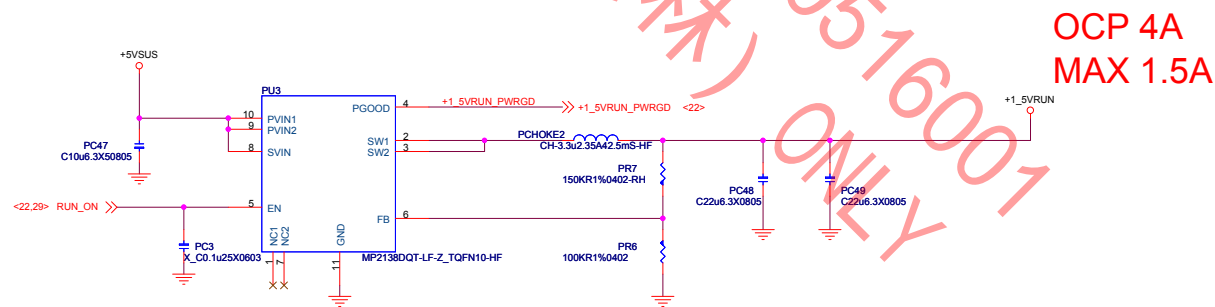 OCP 4A
MAX 1.5A
林) ONLY
0516001
+5VSUS
PC47
C10u6.3X50805
<22,29> RUN_ON
PC3
X_C0.1u25X0603
PU3
10 PVIN1
9 PVIN2
8 SVIN
5 EN
PGOOD 4
SW1 2
SW2 3
FB 6
NC1 1
NC2 7
GND 11
MP2138DQT-LF-Z_TQFN10-HF
+1_5VRUN_PWRGD
+1_5VRUN_PWRGD <22>
PCHOKE2
CH-3.3u2.35A42.5mS-HF
PR7
150KR1%0402-RH
PR6
100KR1%0402
PC48
C22u6.3X0805
PC49
C22u6.3X0805
+1_5VRUN